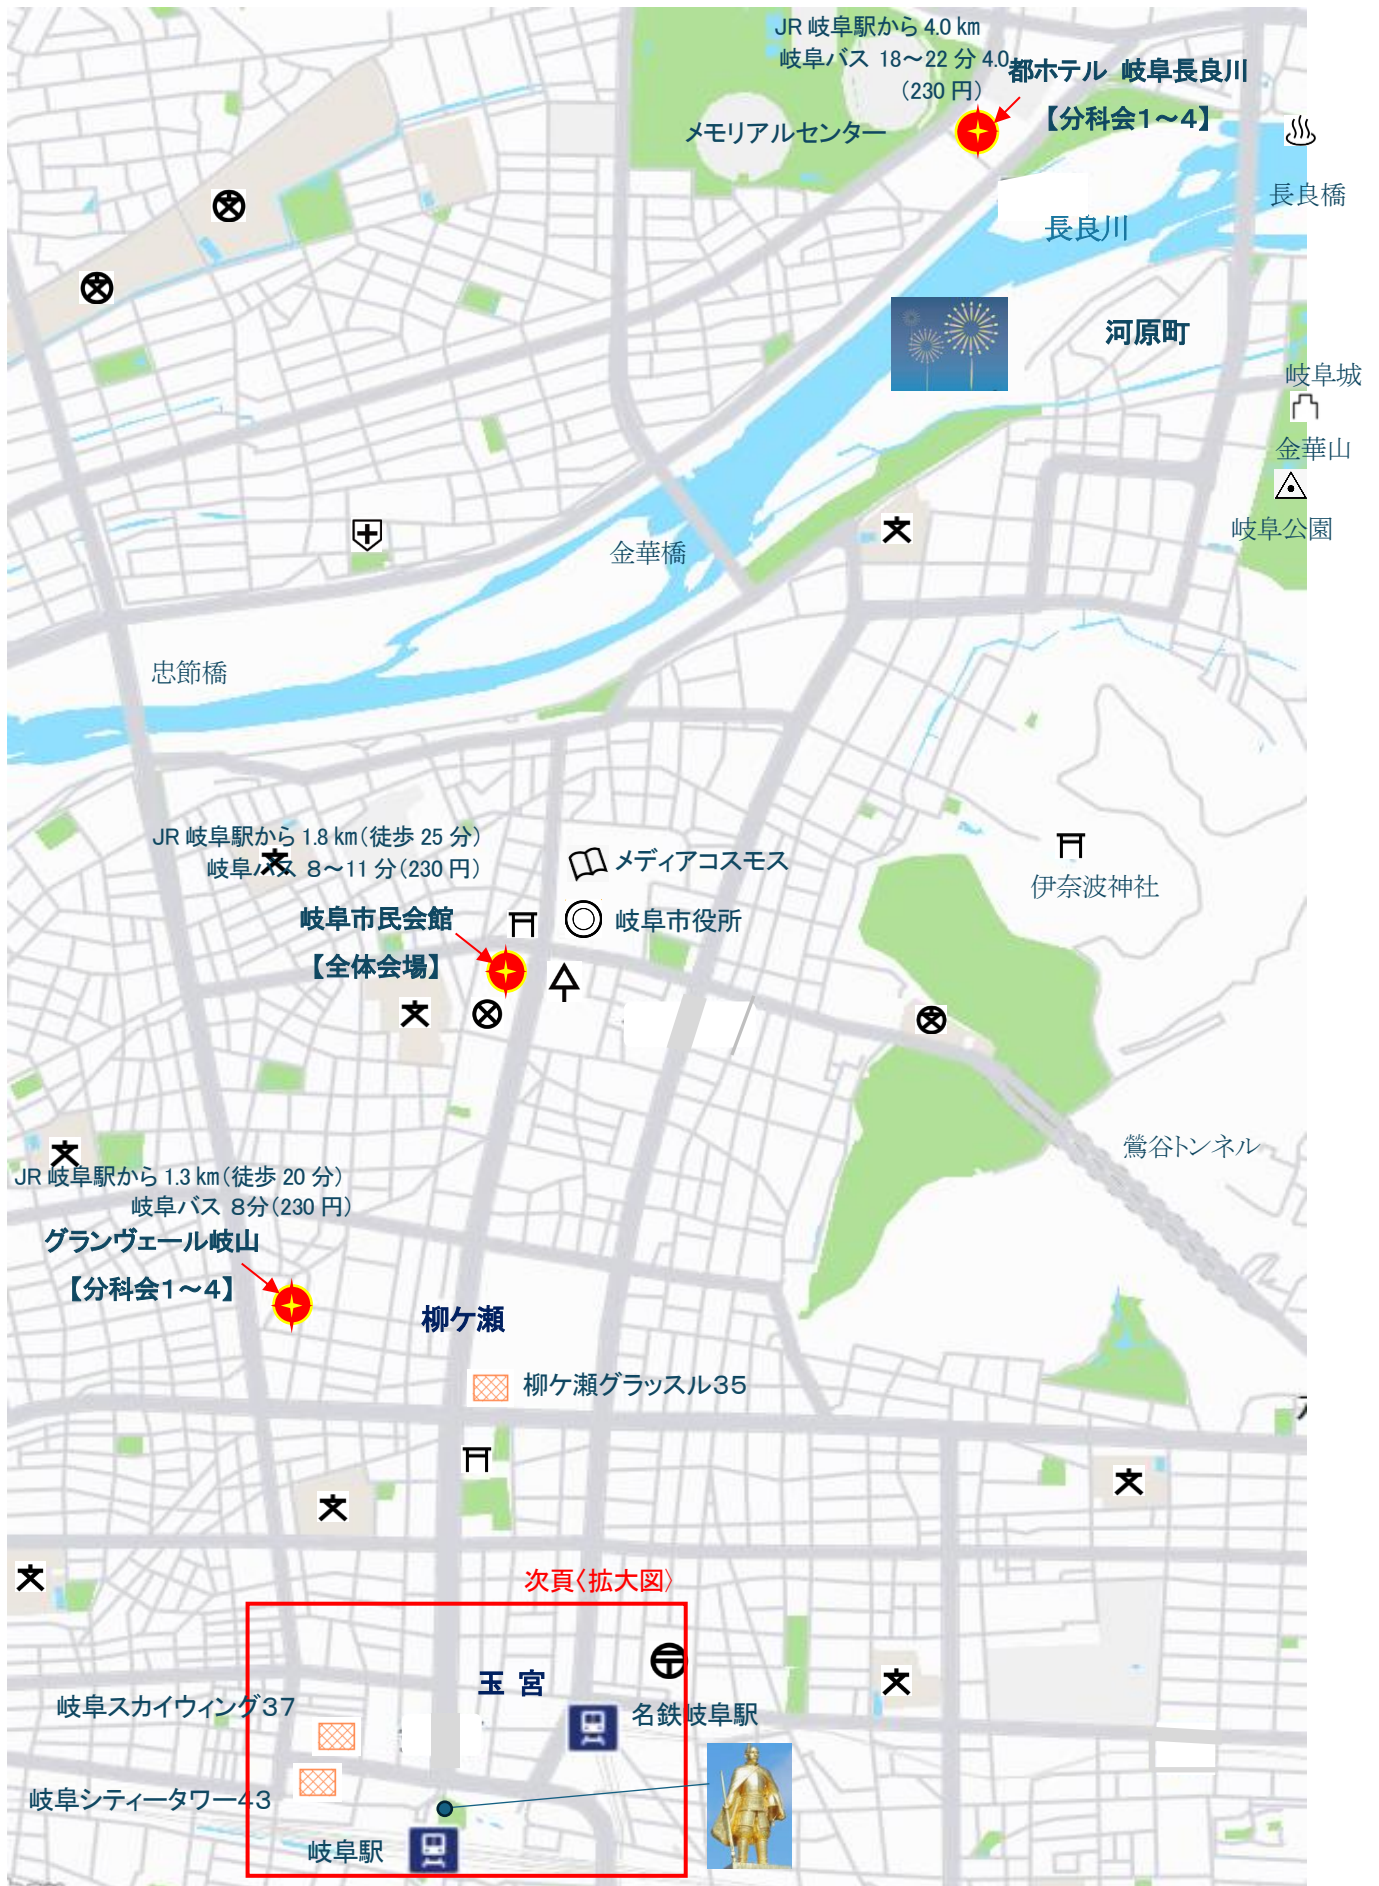 JR 岐阜駅から 4.0 km
岐阜バス 18～22 分 4.0
（230 円）
都ホテル 岐阜長良川
【分科会１～４】
メモリアルセンター
長良橋
長良川
河原町
岐阜城
金華山
岐阜公園
金華橋
忠節橋
JR 岐阜駅から 1.8 km（徒歩 25 分）
岐阜バス 8～11 分（230 円）
メディアコスモス
岐阜市民会館
岐阜市役所
【全体会場】
伊奈波神社
鶯谷トンネル
JR 岐阜駅から 1.3 km（徒歩 20 分）
岐阜バス 8分（230 円）
グランヴェール岐山
【分科会１～４】
柳ケ瀬
柳ケ瀬グラッスル３５
次頁〈拡大図〉
玉 宮
岐阜スカイウィング３７
名鉄岐阜駅
岐阜シティータワー４３
岐阜駅